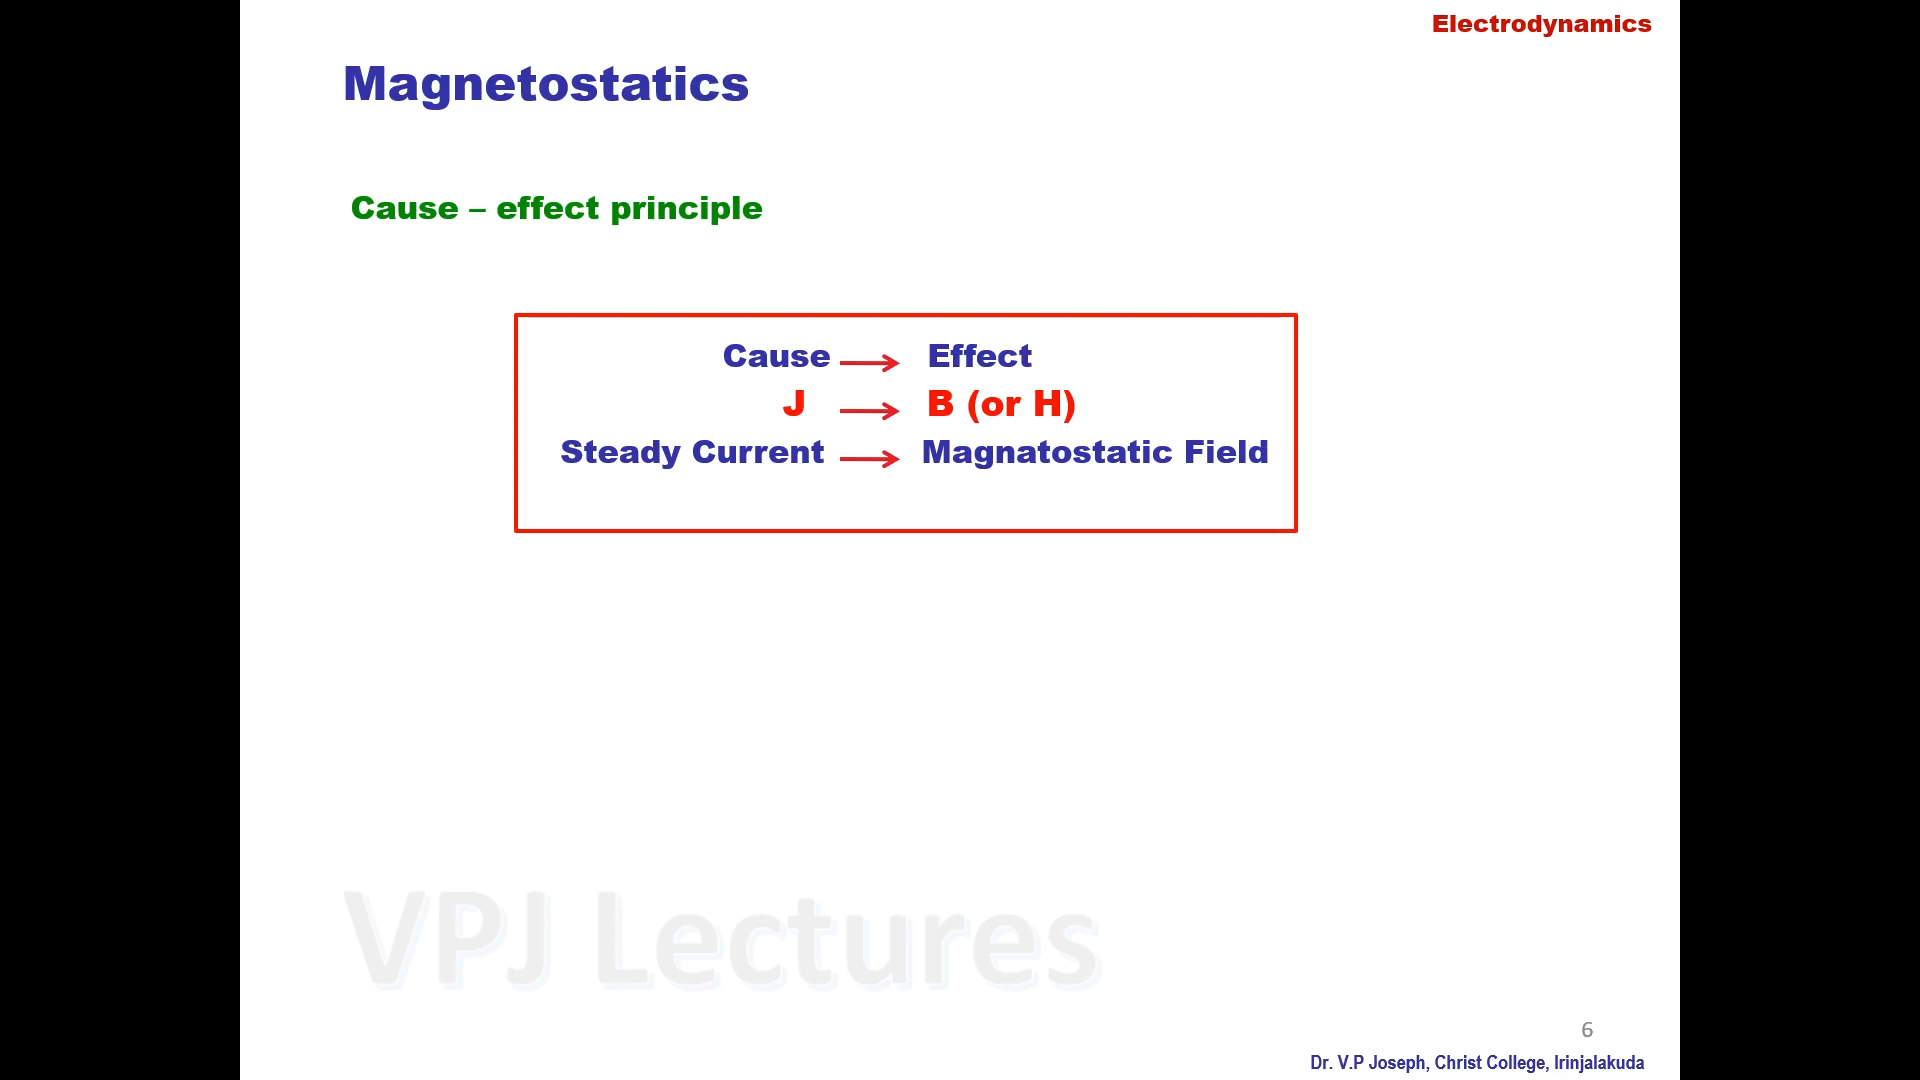 Electrodynamics
Magnetostatics
Cause – effect principle
Cause → Effect
J → B (or H)
Steady Current → Magnatostatic Field
VPJ Lectures
6
Dr. V.P Joseph, Christ College, Irinjalakuda